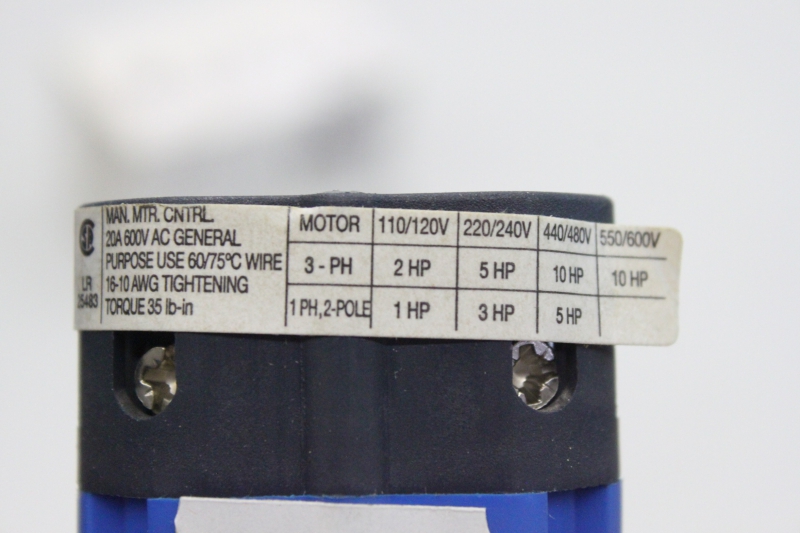 MAN. MTR. CNTRL.
20A 600V AC GENERAL
PURPOSE USE 60/75°C WIRE
16-10 AWG TIGHTENING
TORQUE 35 lb-in
LR
25483
MOTOR 110/120V 220/240V 440/480V 550/600V
3 - PH 2 HP 5 HP 10 HP 10 HP
1 PH,2-POLE 1 HP 3 HP 5 HP